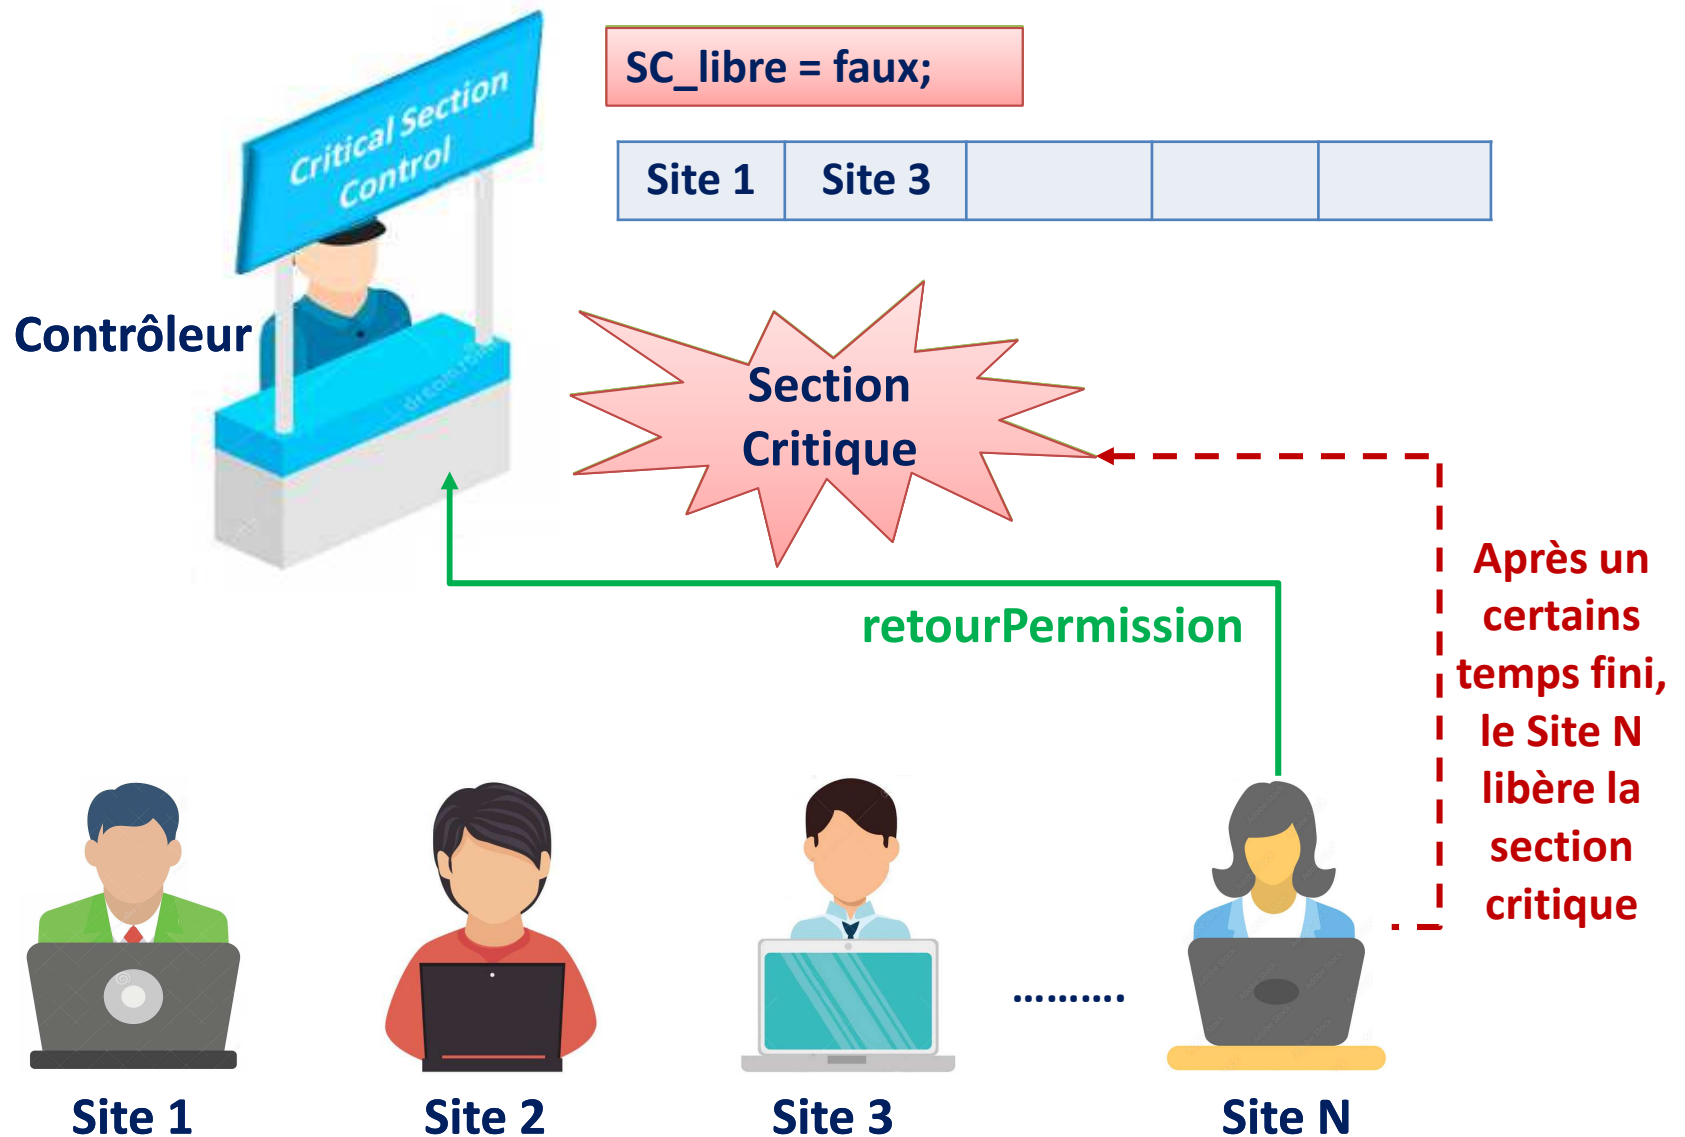 Critical Section
Control
SC_libre = faux;
Site 1 Site 3
Contrôleur
Section
Critique
retourPermission
Après un
certains
temps fini,
le Site N
libère la
section
critique
..........
Site 1 Site 2 Site 3 Site N